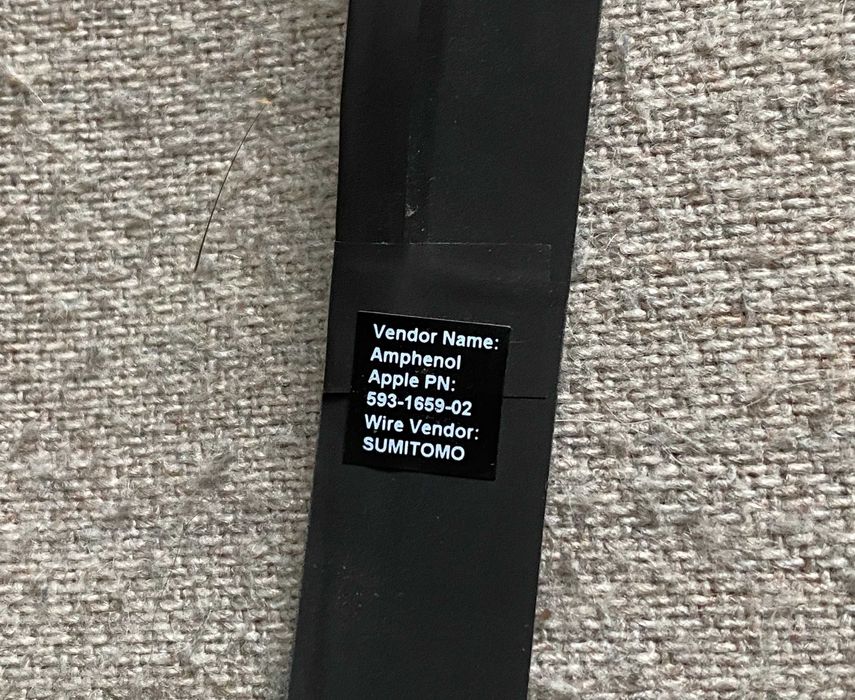 Vendor Name:
Amphenol
Apple PN:
593-1659-02
Wire Vendor:
SUMITOMO